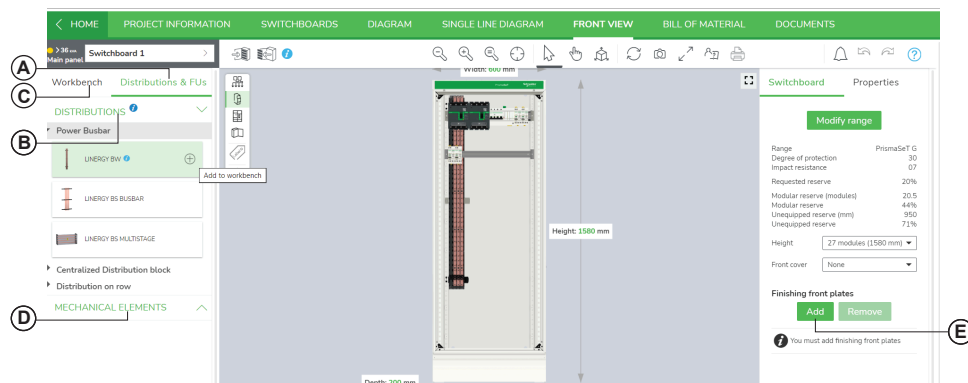 HOME PROJECT INFORMATION SWITCHBOARDS DIAGRAM SINGLE LINE DIAGRAM FRONT VIEW BILL OF MATERIAL DOCUMENTS
Main panel
Switchboard 1
A
Workbench Distributions & FUs
C
DISTRIBUTIONS
B
Power Busbar
LINERGY BW
Add to workbench
LINERGY BS BUSBAR
LINERGY BS MULTISTAGE
Centralized Distribution block
Distribution on row
MECHANICAL ELEMENTS
D
Width: 600 mm
Height: 1580 mm
Depth: 200 mm
Switchboard Properties
Modify range
Range PrismaSeT G
Degree of protection 30
Impact resistance 07
Requested reserve 20%
Modular reserve (modules) 20.5
Modular reserve 44%
Unequipped reserve (mm) 950
Unequipped reserve 71%
Height 27 modules (1580 mm)
Front cover None
Finishing front plates
Add Remove
E
You must add finishing front plates